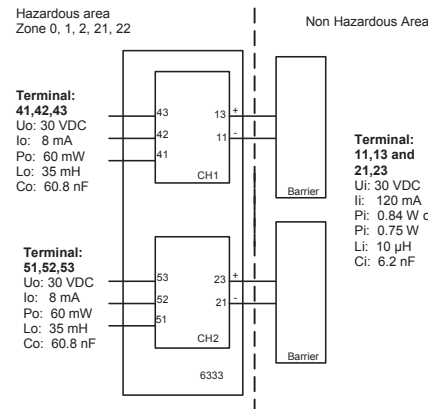 Hazardous area
Zone 0, 1, 2, 21, 22
Non Hazardous Area
Terminal:
41,42,43
Uo: 30 VDC
Io: 8 mA
Po: 60 mW
Lo: 35 mH
Co: 60.8 nF
43
42
41
13 +
11 -
CH1
Barrier
Terminal:
11,13 and
21,23
Ui: 30 VDC
Ii: 120 mA
Pi: 0.84 W
Pi: 0.75 W
Li: 10 µH
Ci: 6.2 nF
Terminal:
51,52,53
Uo: 30 VDC
Io: 8 mA
Po: 60 mW
Lo: 35 mH
Co: 60.8 nF
53
52
51
23 +
21 -
CH2
Barrier
6333